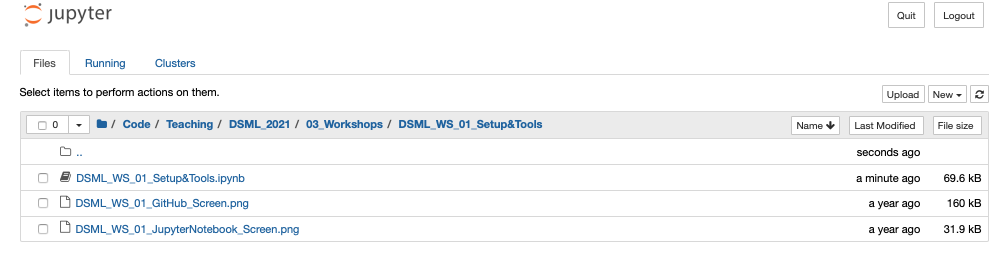 jupyter Quit Logout
Files Running Clusters
Select items to perform actions on them. Upload New
0 / Code / Teaching / DSML_2021 / 03_Workshops / DSML_WS_01_Setup&Tools Name Last Modified File size
.. seconds ago
DSML_WS_01_Setup&Tools.ipynb a minute ago 69.6 kB
DSML_WS_01_GitHub_Screen.png a year ago 160 kB
DSML_WS_01_JupyterNotebook_Screen.png a year ago 31.9 kB